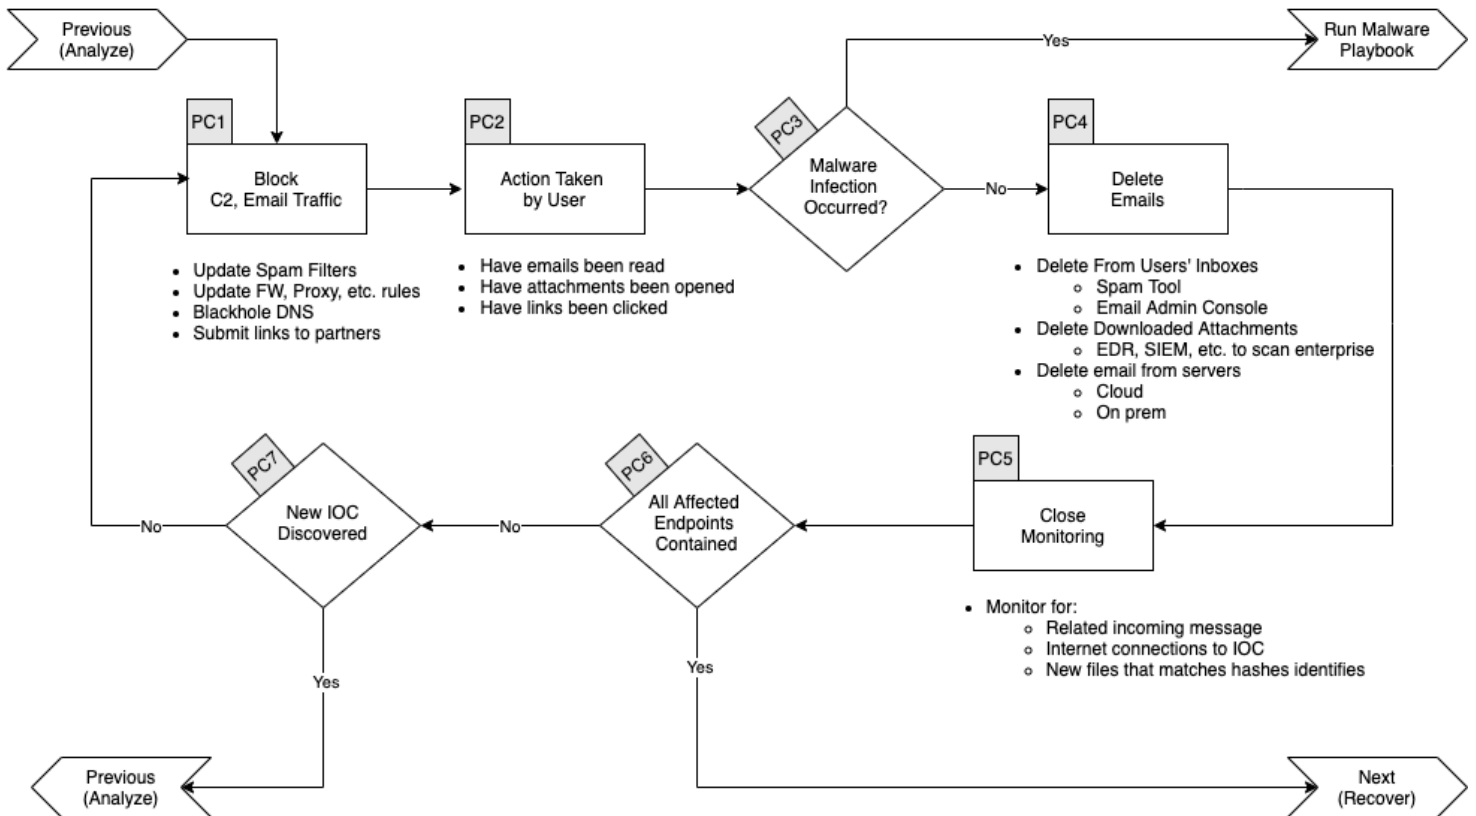 Previous
(Analyze)
Yes
Run Malware
Playbook
PC1
Block
C2, Email Traffic
• Update Spam Filters
• Update FW, Proxy, etc. rules
• Blackhole DNS
• Submit links to partners
PC2
Action Taken
by User
• Have emails been read
• Have attachments been opened
• Have links been clicked
PC3
Malware
Infection
Occurred?
No
PC4
Delete
Emails
• Delete From Users' Inboxes
○ Spam Tool
○ Email Admin Console
• Delete Downloaded Attachments
○ EDR, SIEM, etc. to scan enterprise
• Delete email from servers
○ Cloud
○ On prem
PC5
Close
Monitoring
• Monitor for:
○ Related incoming message
○ Internet connections to IOC
○ New files that matches hashes identifies
PC6
All Affected
Endpoints
Contained
No
Yes
PC7
New IOC
Discovered
No
Yes
Previous
(Analyze)
Next
(Recover)